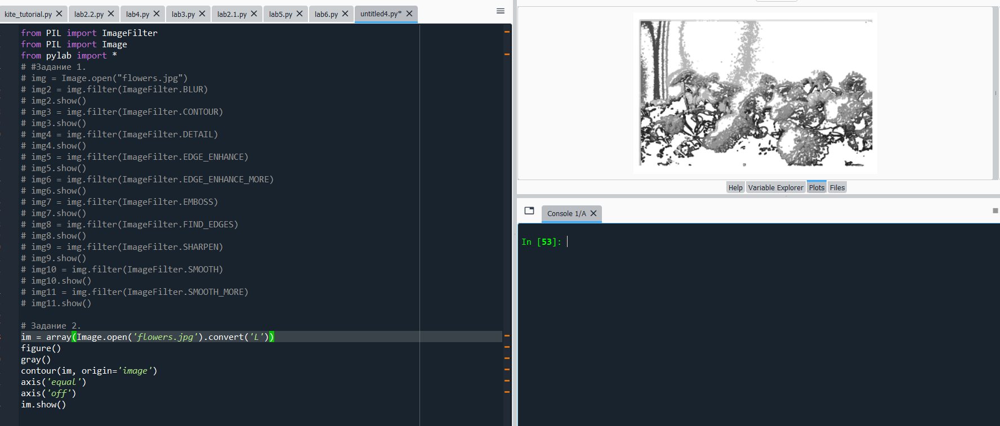 kite_tutorial.py lab2.2.py lab4.py lab3.py lab2.1.py lab5.py lab6.py untitled4.py*
from PIL import ImageFilter
from PIL import Image
from pylab import *
# #Задание 1.
# img = Image.open("flowers.jpg")
# img2 = img.filter(ImageFilter.BLUR)
# img2.show()
# img3 = img.filter(ImageFilter.CONTOUR)
# img3.show()
# img4 = img.filter(ImageFilter.DETAIL)
# img4.show()
# img5 = img.filter(ImageFilter.EDGE_ENHANCE)
# img5.show()
# img6 = img.filter(ImageFilter.EDGE_ENHANCE_MORE)
# img6.show()
# img7 = img.filter(ImageFilter.EMBOSS)
# img7.show()
# img8 = img.filter(ImageFilter.FIND_EDGES)
# img8.show()
# img9 = img.filter(ImageFilter.SHARPEN)
# img9.show()
# img10 = img.filter(ImageFilter.SMOOTH)
# img10.show()
# img11 = img.filter(ImageFilter.SMOOTH_MORE)
# img11.show()
# Задание 2.
im = array(Image.open('flowers.jpg').convert('L'))
figure()
gray()
contour(im, origin='image')
axis('equal')
axis('off')
im.show()
Help Variable Explorer Plots Files
Console 1/A
In [53]: